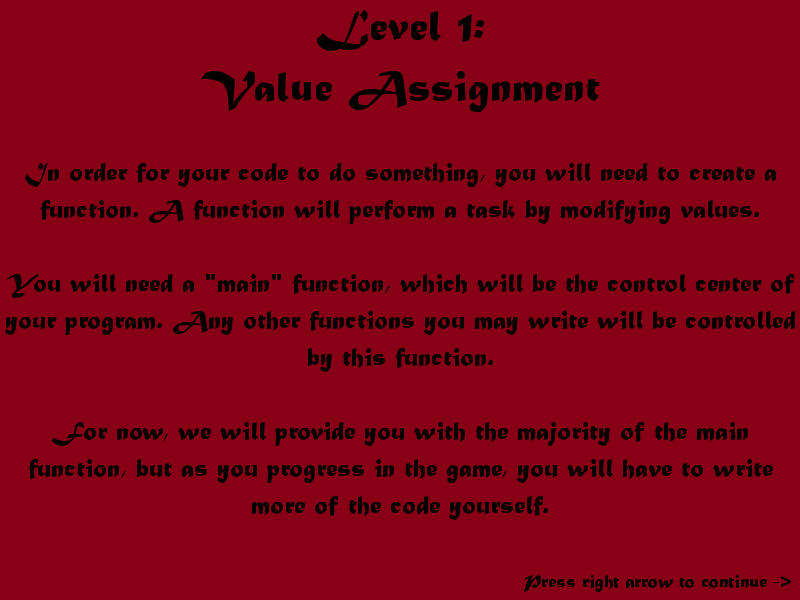 Level 1:
Value Assignment
In order for your code to do something, you will need to create a
function. A function will perform a task by modifying values.
You will need a "main" function, which will be the control center of
your program. Any other functions you may write will be controlled
by this function.
For now, we will provide you with the majority of the main
function, but as you progress in the game, you will have to write
more of the code yourself.
Press right arrow to continue ->